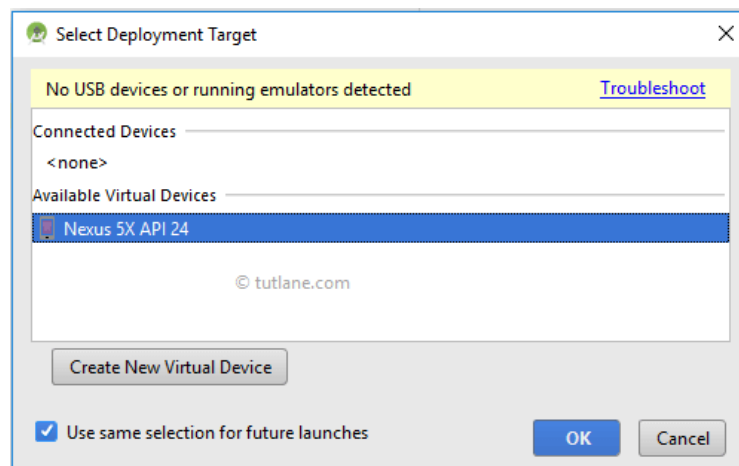 Select Deployment Target
No USB devices or running emulators detected Troubleshoot
Connected Devices
<none>
Available Virtual Devices
Nexus 5X API 24
© tutlane.com
Create New Virtual Device
Use same selection for future launches OK Cancel